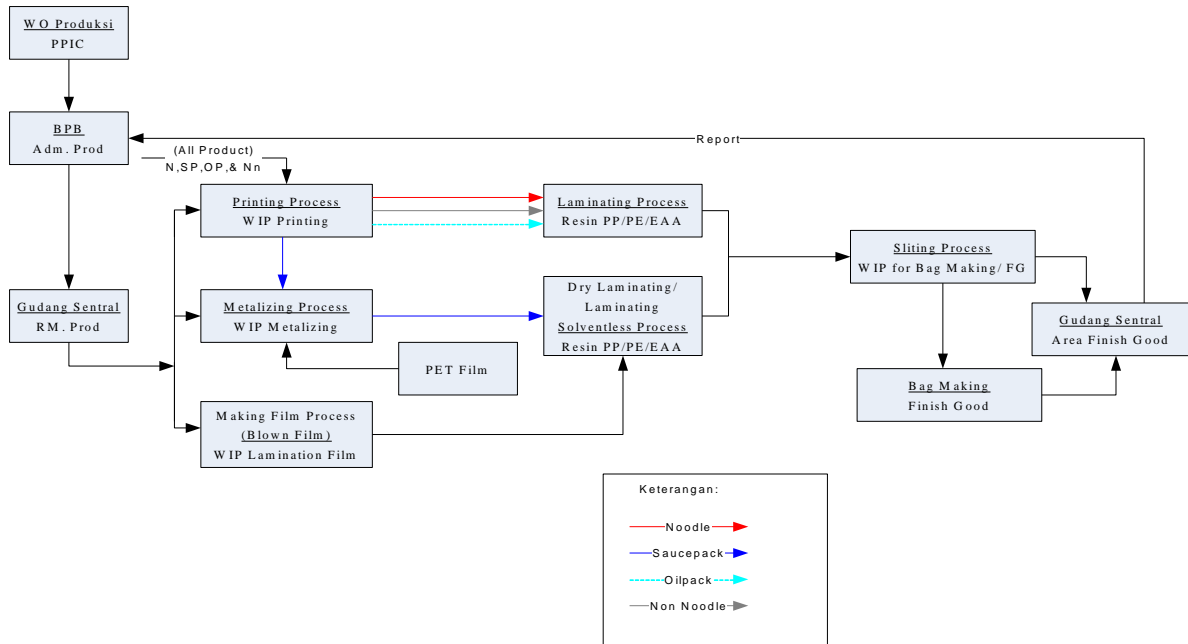 WO Produksi
PPIC
BPB
Adm. Prod
Report
(All Product)
N,SP,OP,& Nn
Printing Process
WIP Printing
Laminating Process
Resin PP/PE/EAA
Sliting Process
WIP for Bag Making/ FG
Gudang Sentral
RM. Prod
Metalizing Process
WIP Metalizing
Dry Laminating/
Laminating
Solventless Process
Resin PP/PE/EAA
Gudang Sentral
Area Finish Good
PET Film
Bag Making
Finish Good
Making Film Process
(Blown Film)
WIP Lamination Film
Keterangan:
Noodle
Saucepack
Oilpack
Non Noodle